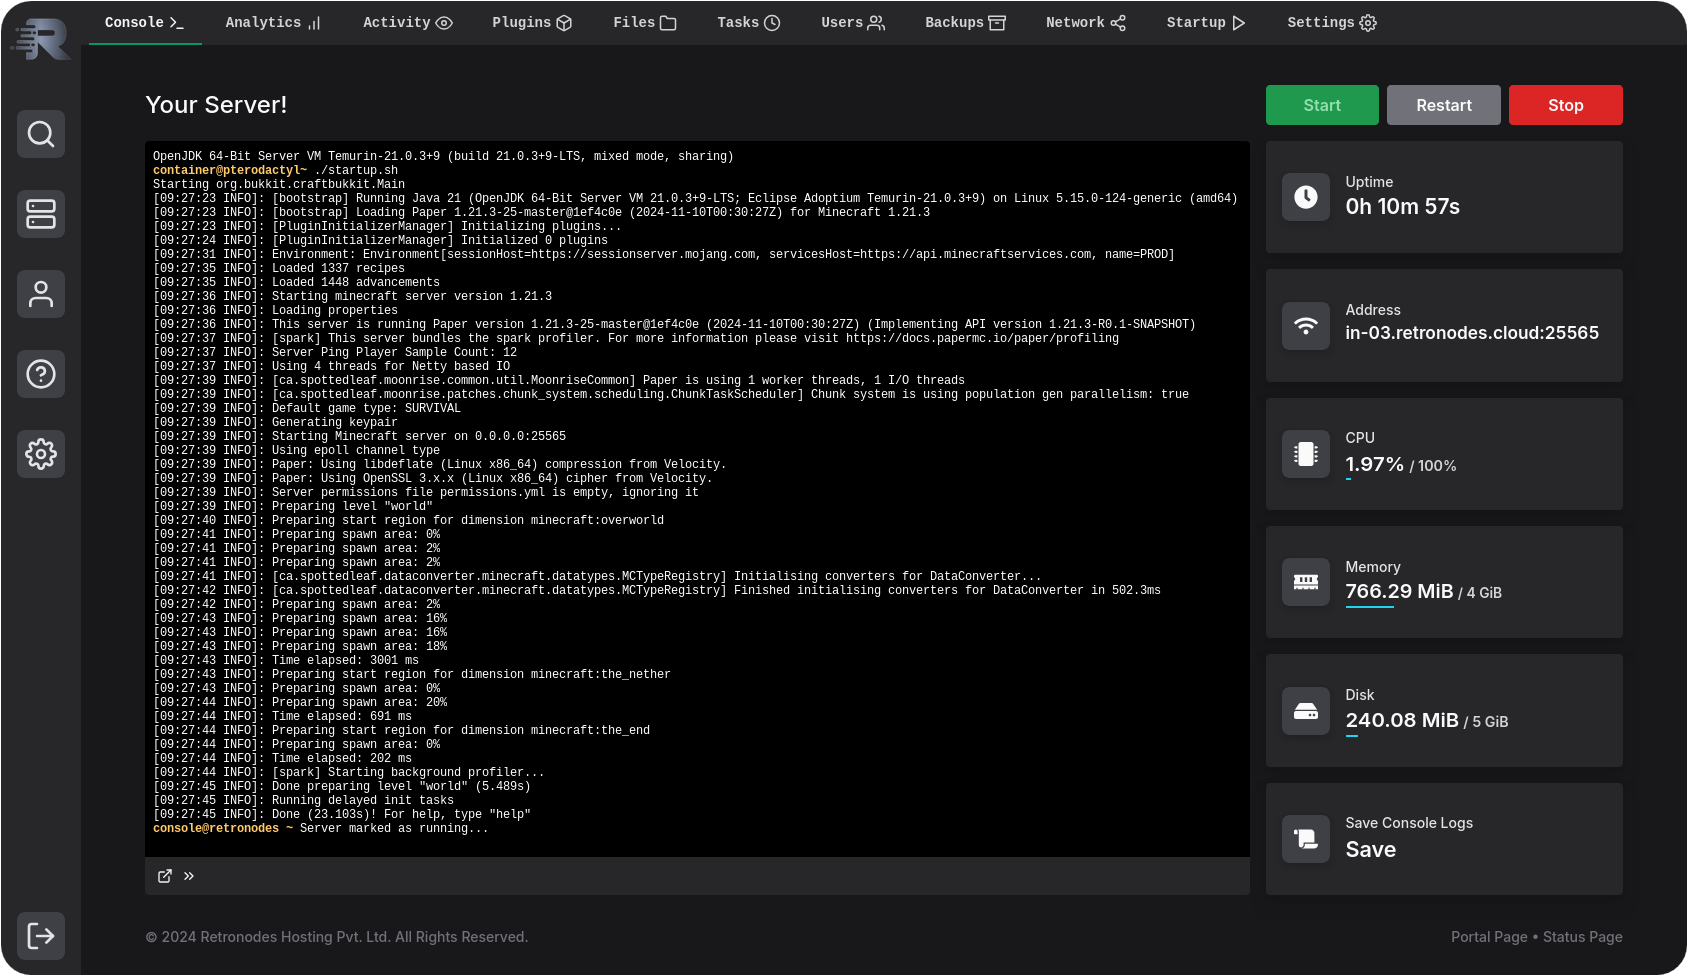 Console
Analytics
Activity
Plugins
Files
Tasks
Users
Backups
Network
Startup
Settings
Your Server!
Start
Restart
Stop
OpenJDK 64-Bit Server VM Temurin-21.0.3+9 (build 21.0.3+9-LTS, mixed mode, sharing)
container@pterodactyl~ ./startup.sh
Starting org.bukkit.craftbukkit.Main
[09:27:23 INFO]: [bootstrap] Running Java 21 (OpenJDK 64-Bit Server VM 21.0.3+9-LTS; Eclipse Adoptium Temurin-21.0.3+9) on Linux 5.15.0-124-generic (amd64)
[09:27:23 INFO]: [bootstrap] Loading Paper 1.21.3-25-master@1ef4c0e (2024-11-10T00:30:27Z) for Minecraft 1.21.3
[09:27:23 INFO]: [PluginInitializerManager] Initializing plugins...
[09:27:24 INFO]: [PluginInitializerManager] Initialized 0 plugins
[09:27:31 INFO]: Environment: Environment[sessionHost=https://sessionserver.mojang.com, servicesHost=https://api.minecraftservices.com, name=PROD]
[09:27:35 INFO]: Loaded 1337 recipes
[09:27:35 INFO]: Loaded 1448 advancements
[09:27:36 INFO]: Starting minecraft server version 1.21.3
[09:27:36 INFO]: Loading properties
[09:27:36 INFO]: This server is running Paper version 1.21.3-25-master@1ef4c0e (2024-11-10T00:30:27Z) (Implementing API version 1.21.3-R0.1-SNAPSHOT)
[09:27:37 INFO]: [spark] This server bundles the spark profiler. For more information please visit https://docs.papermc.io/paper/profiling
[09:27:37 INFO]: Server Ping Player Sample Count: 12
[09:27:37 INFO]: Using 4 threads for Netty based IO
[09:27:39 INFO]: [ca.spottedleaf.moonrise.common.util.MoonriseCommon] Paper is using 1 worker threads, 1 I/O threads
[09:27:39 INFO]: [ca.spottedleaf.moonrise.patches.chunk_system.scheduling.ChunkTaskScheduler] Chunk system is using population gen parallelism: true
[09:27:39 INFO]: Default game type: SURVIVAL
[09:27:39 INFO]: Generating keypair
[09:27:39 INFO]: Starting Minecraft server on 0.0.0.0:25565
[09:27:39 INFO]: Using epoll channel type
[09:27:39 INFO]: Paper: Using libdeflate (Linux x86_64) compression from Velocity.
[09:27:39 INFO]: Paper: Using OpenSSL 3.x.x (Linux x86_64) cipher from Velocity.
[09:27:39 INFO]: Server permissions file permissions.yml is empty, ignoring it
[09:27:39 INFO]: Preparing level "world"
[09:27:40 INFO]: Preparing start region for dimension minecraft:overworld
[09:27:41 INFO]: Preparing spawn area: 0%
[09:27:41 INFO]: Preparing spawn area: 2%
[09:27:41 INFO]: Preparing spawn area: 2%
[09:27:41 INFO]: [ca.spottedleaf.dataconverter.minecraft.datatypes.MCTypeRegistry] Initialising converters for DataConverter...
[09:27:42 INFO]: [ca.spottedleaf.dataconverter.minecraft.datatypes.MCTypeRegistry] Finished initialising converters for DataConverter in 502.3ms
[09:27:42 INFO]: Preparing spawn area: 2%
[09:27:43 INFO]: Preparing spawn area: 16%
[09:27:43 INFO]: Preparing spawn area: 16%
[09:27:43 INFO]: Preparing spawn area: 18%
[09:27:43 INFO]: Time elapsed: 3001 ms
[09:27:43 INFO]: Preparing start region for dimension minecraft:the_nether
[09:27:43 INFO]: Preparing spawn area: 0%
[09:27:44 INFO]: Preparing spawn area: 20%
[09:27:44 INFO]: Time elapsed: 691 ms
[09:27:44 INFO]: Preparing start region for dimension minecraft:the_end
[09:27:44 INFO]: Preparing spawn area: 0%
[09:27:44 INFO]: Time elapsed: 202 ms
[09:27:44 INFO]: [spark] Starting background profiler...
[09:27:45 INFO]: Done preparing level "world" (5.489s)
[09:27:45 INFO]: Running delayed init tasks
[09:27:45 INFO]: Done (23.103s)! For help, type "help"
console@retronodes ~ Server marked as running...
Uptime
0h 10m 57s
Address
in-03.retronodes.cloud:25565
CPU
1.97% / 100%
Memory
766.29 MiB / 4 GiB
Disk
240.08 MiB / 5 GiB
Save Console Logs
Save
© 2024 Retronodes Hosting Pvt. Ltd. All Rights Reserved.
Portal Page • Status Page